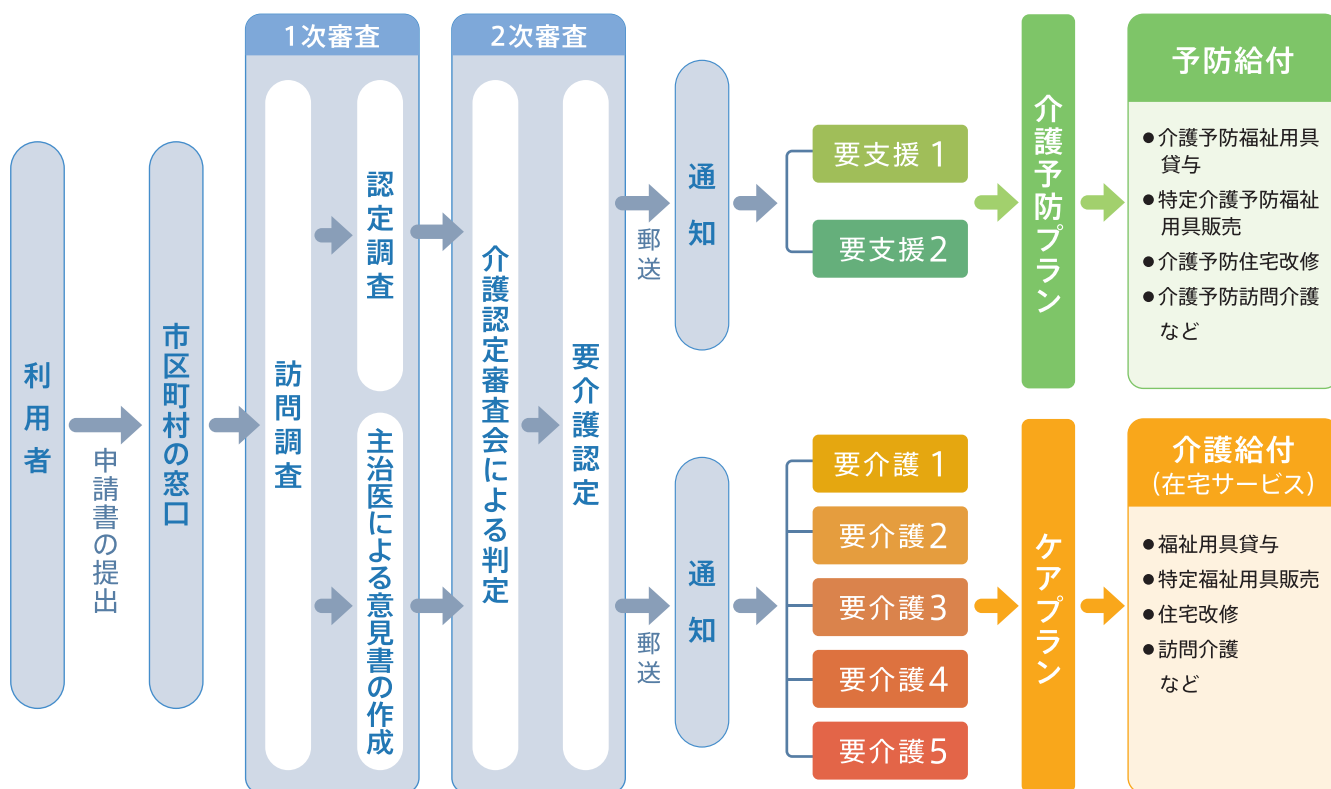 利用者
申請書の提出
市区町村の窓口
1次審査
訪問調査
認定調査
主治医による意見書の作成
2次審査
介護認定審査会による判定
要介護認定
郵送
通知
要支援1
要支援2
介護予防プラン
予防給付
●介護予防福祉用具
貸与
●特定介護予防福祉
用具販売
●介護予防住宅改修
●介護予防訪問介護
など
郵送
通知
要介護1
要介護2
要介護3
要介護4
要介護5
ケアプラン
介護給付
(在宅サービス)
●福祉用具貸与
●特定福祉用具販売
●住宅改修
●訪問介護
など